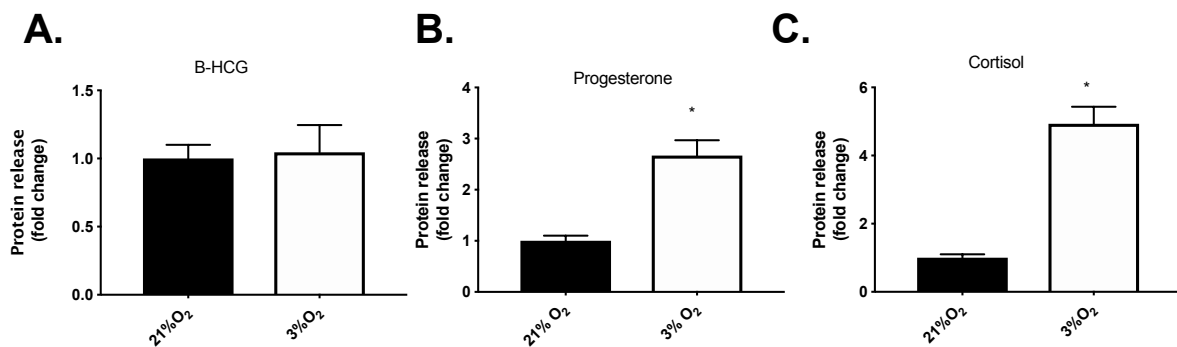 A.
B-HCG
Protein release
(fold change)
1.5
1.0
0.5
0.0
21%O₂
3%O₂
B.
Progesterone
*
Protein release
(fold change)
4
3
2
1
0
21% O₂
3% O₂
C.
Cortisol
*
Protein release
(fold change)
6
4
2
0
21%O₂
3%O₂